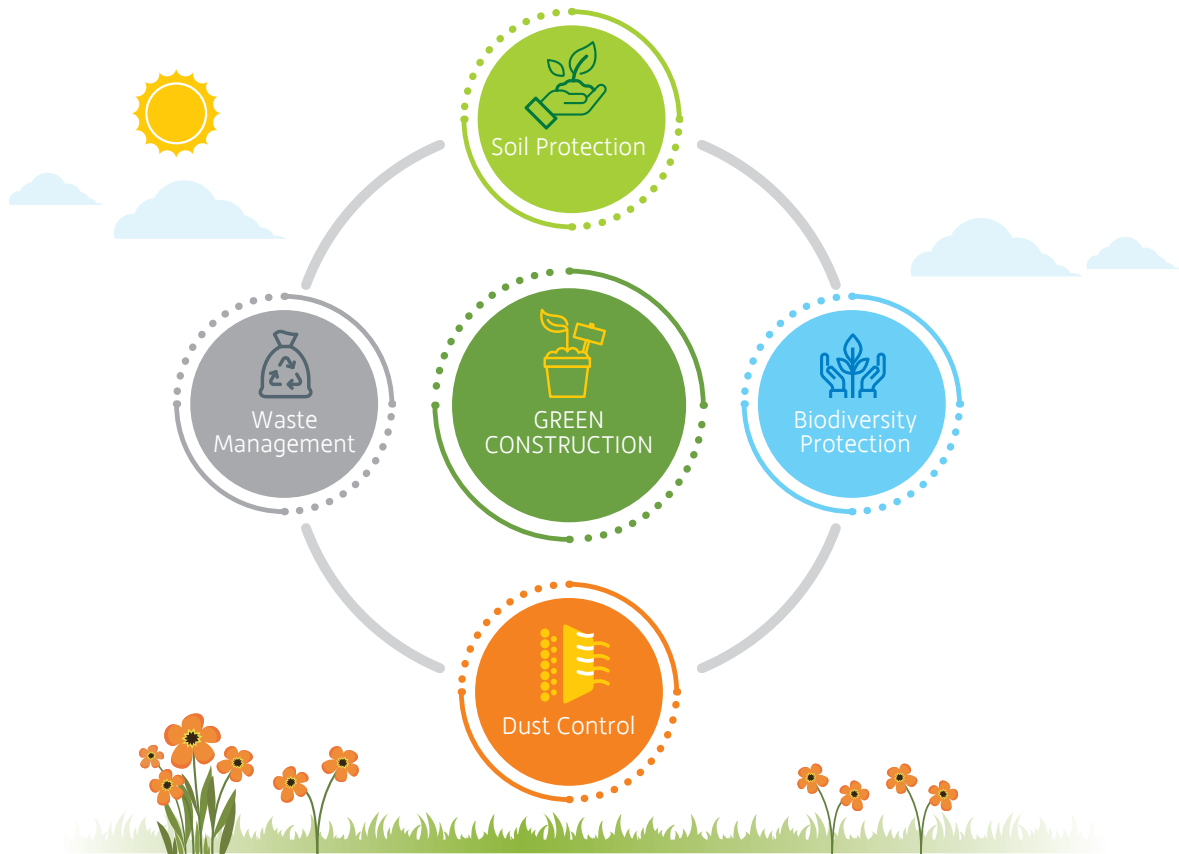 Soil Protection
Waste
Management
GREEN
CONSTRUCTION
Biodiversity
Protection
Dust Control